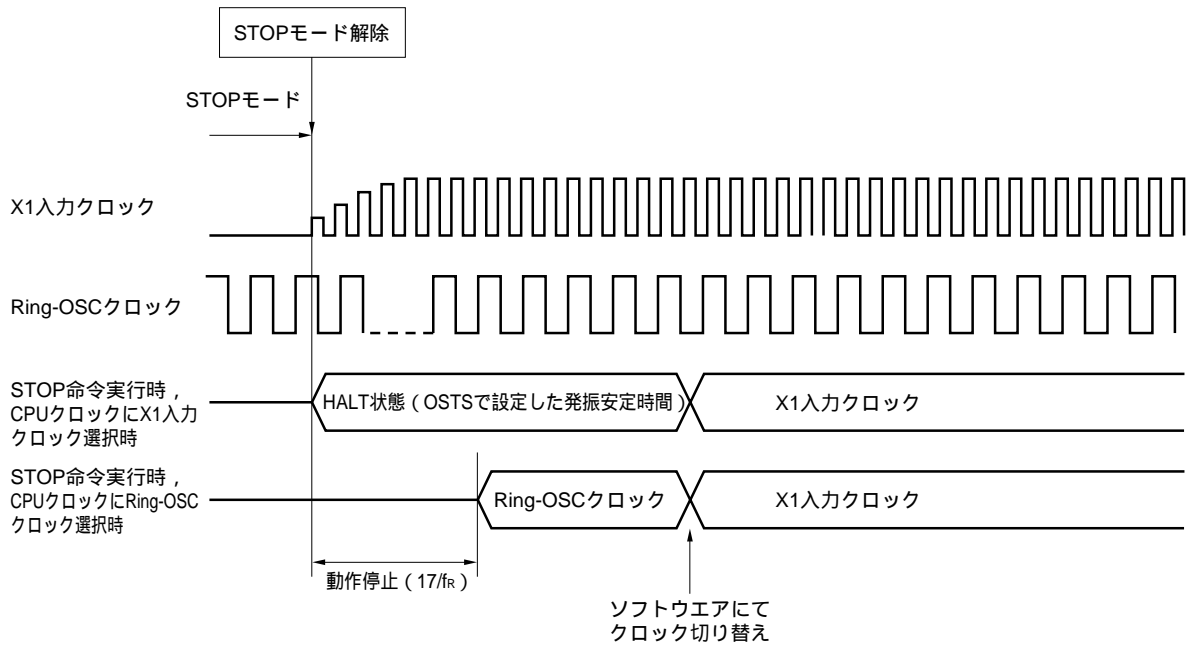 STOPモード解除
STOPモード
X1入力クロック
Ring-OSCクロック
STOP命令実行時，
CPUクロックにX1入力
クロック選択時
HALT状態（OSTSで設定した発振安定時間）
X1入力クロック
STOP命令実行時，
CPUクロックにRing-OSC
クロック選択時
Ring-OSCクロック
X1入力クロック
動作停止（17/fR）
ソフトウエアにて
クロック切り替え